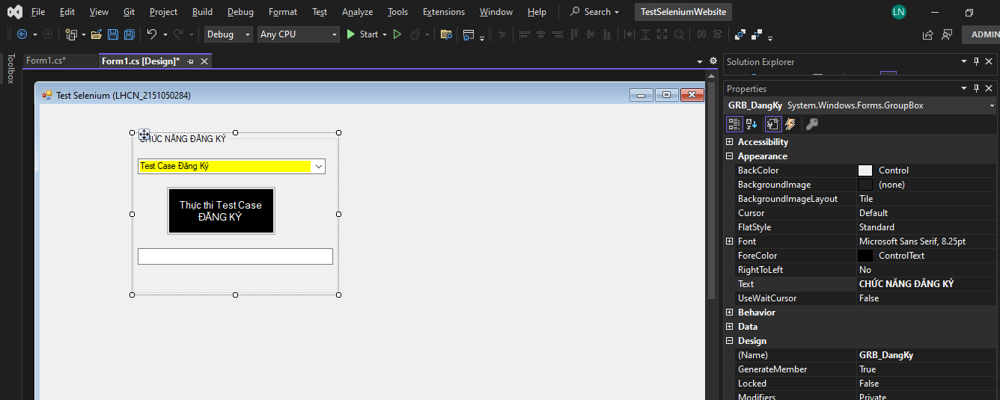 File Edit View Git Project Build Debug Format Test Analyze Tools Extensions Window Help Search TestSeleniumWebsite LN
Debug Any CPU Start ADMIN
Toolbox
Form1.cs* Form1.cs [Design]*
Test Selenium (LHCN_2151050284)
CHỨC NĂNG ĐĂNG KÝ
Test Case Đăng Ký
Thực thi Test Case
ĐĂNG KÝ
Solution Explorer
Properties
GRB_DangKy System.Windows.Forms.GroupBox
Accessibility
Appearance
BackColor Control
BackgroundImage (none)
BackgroundImageLayout Tile
Cursor Default
FlatStyle Standard
Font Microsoft Sans Serif, 8.25pt
ForeColor ControlText
RightToLeft No
Text CHỨC NĂNG ĐĂNG KÝ
UseWaitCursor False
Behavior
Data
Design
(Name) GRB_DangKy
GenerateMember True
Locked False
Modifiers Private